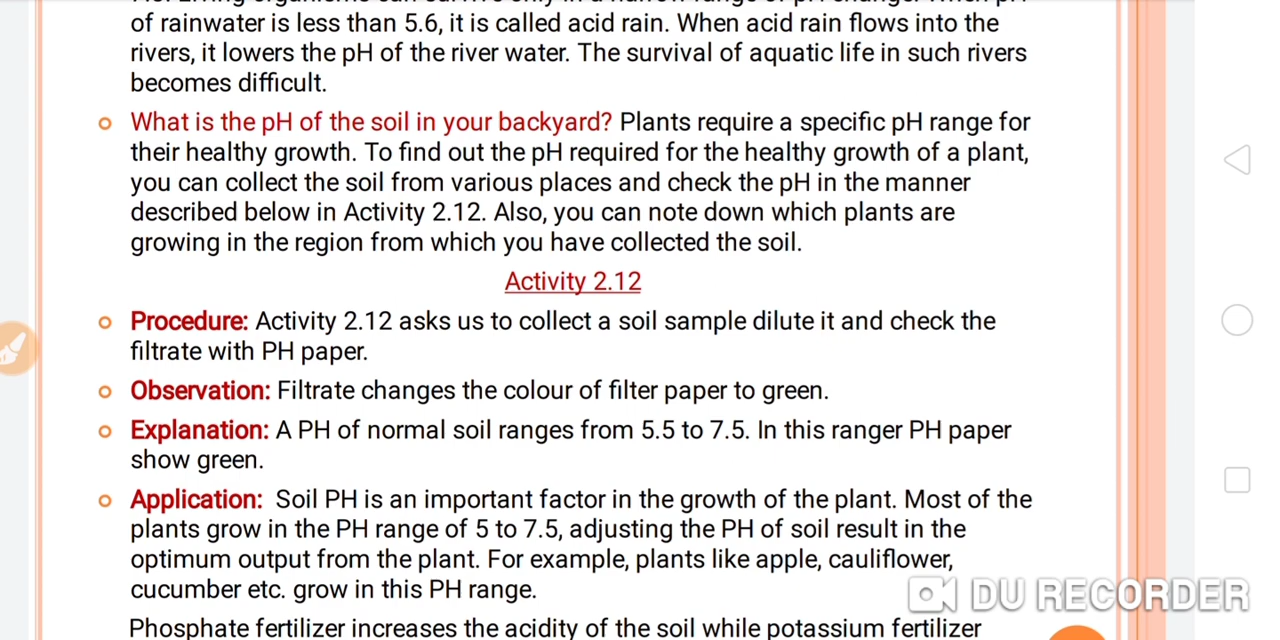 of rainwater is less than 5.6, it is called acid rain. When acid rain flows into the
rivers, it lowers the pH of the river water. The survival of aquatic life in such rivers
becomes difficult.
What is the pH of the soil in your backyard? Plants require a specific pH range for
their healthy growth. To find out the pH required for the healthy growth of a plant,
you can collect the soil from various places and check the pH in the manner
described below in Activity 2.12. Also, you can note down which plants are
growing in the region from which you have collected the soil.
Activity 2.12
Procedure: Activity 2.12 asks us to collect a soil sample dilute it and check the
filtrate with PH paper.
Observation: Filtrate changes the colour of filter paper to green.
Explanation: A PH of normal soil ranges from 5.5 to 7.5. In this ranger PH paper
show green.
Application: Soil PH is an important factor in the growth of the plant. Most of the
plants grow in the PH range of 5 to 7.5, adjusting the PH of soil result in the
optimum output from the plant. For example, plants like apple, cauliflower,
cucumber etc. grow in this PH range.
DU RECORDER
Phosphate fertilizer increases the acidity of the soil while potassium fertilizer